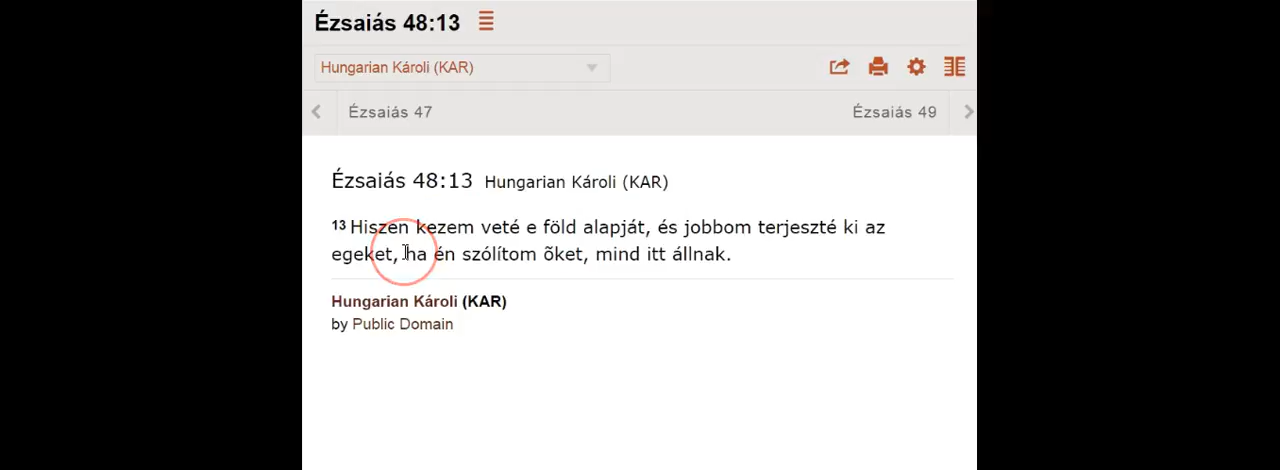 Ézsaiás 48:13
Hungarian Károli (KAR)
Ézsaiás 47
Ézsaiás 49
Ézsaiás 48:13 Hungarian Károli (KAR)
13 Hiszen kezem veté e föld alapját, és jobbom terjeszté ki az
egeket, ha én szólítom õket, mind itt állnak.
Hungarian Károli (KAR)
by Public Domain